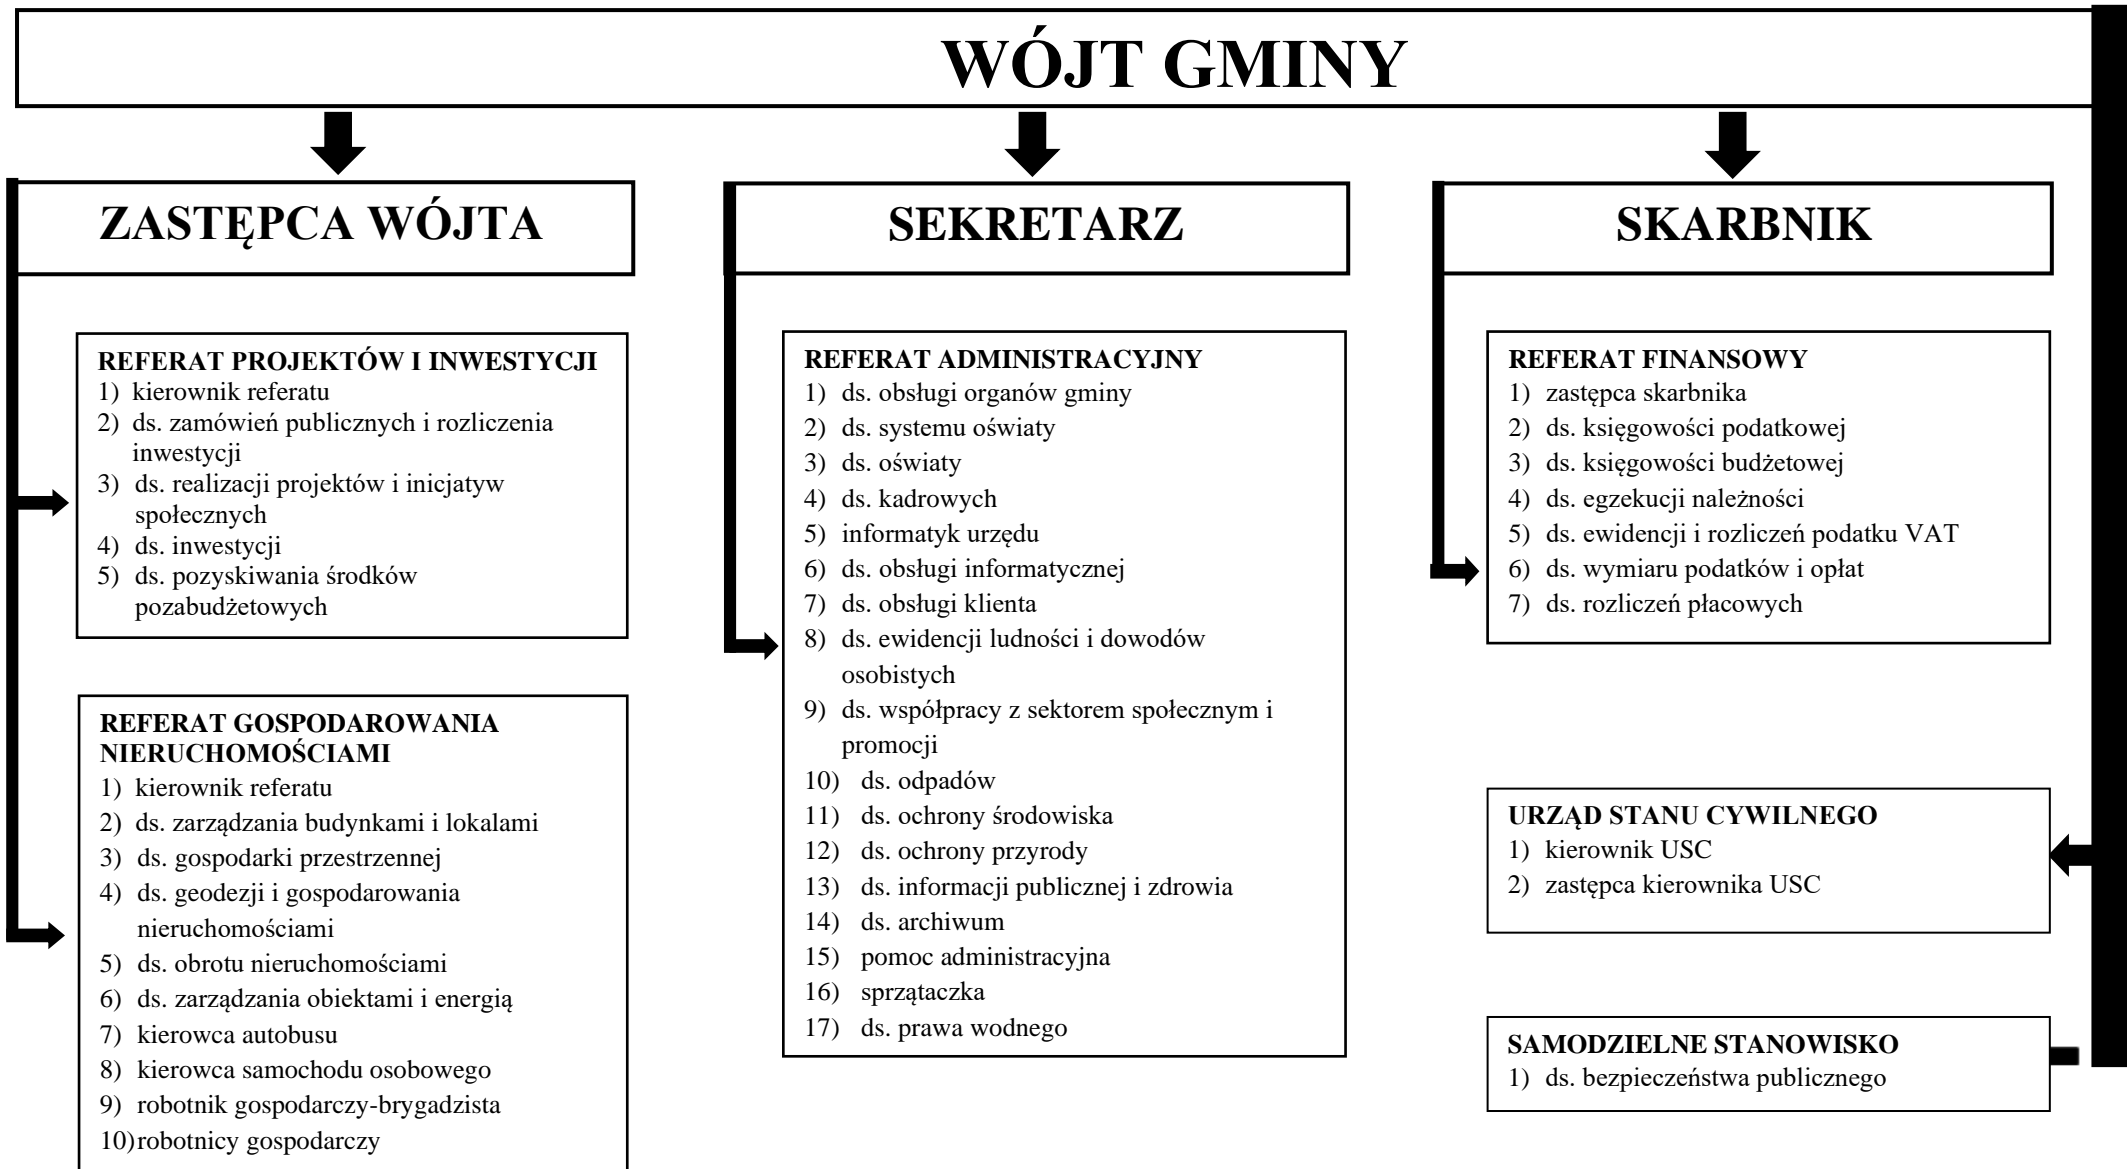 WÓJT GMINY
ZASTĘPCA WÓJTA
REFERAT PROJEKTÓW I INWESTYCJI
1) kierownik referatu
2) ds. zamówień publicznych i rozliczenia
inwestycji
3) ds. realizacji projektów i inicjatyw
społecznych
4) ds. inwestycji
5) ds. pozyskiwania środków
pozabudżetowych
REFERAT GOSPODAROWANIA
NIERUCHOMOŚCIAMI
1) kierownik referatu
2) ds. zarządzania budynkami i lokalami
3) ds. gospodarki przestrzennej
4) ds. geodezji i gospodarowania
nieruchomościami
5) ds. obrotu nieruchomościami
6) ds. zarządzania obiektami i energią
7) kierowca autobusu
8) kierowca samochodu osobowego
9) robotnik gospodarczy-brygadzista
10)robotnicy gospodarczy
SEKRETARZ
REFERAT ADMINISTRACYJNY
1) ds. obsługi organów gminy
2) ds. systemu oświaty
3) ds. oświaty
4) ds. kadrowych
5) informatyk urzędu
6) ds. obsługi informatycznej
7) ds. obsługi klienta
8) ds. ewidencji ludności i dowodów
osobistych
9) ds. współpracy z sektorem społecznym i
promocji
10) ds. odpadów
11) ds. ochrony środowiska
12) ds. ochrony przyrody
13) ds. informacji publicznej i zdrowia
14) ds. archiwum
15) pomoc administracyjna
16) sprzątaczka
17) ds. prawa wodnego
SKARBNIK
REFERAT FINANSOWY
1) zastępca skarbnika
2) ds. księgowości podatkowej
3) ds. księgowości budżetowej
4) ds. egzekucji należności
5) ds. ewidencji i rozliczeń podatku VAT
6) ds. wymiaru podatków i opłat
7) ds. rozliczeń płacowych
URZĄD STANU CYWILNEGO
1) kierownik USC
2) zastępca kierownika USC
SAMODZIELNE STANOWISKO
1) ds. bezpieczeństwa publicznego